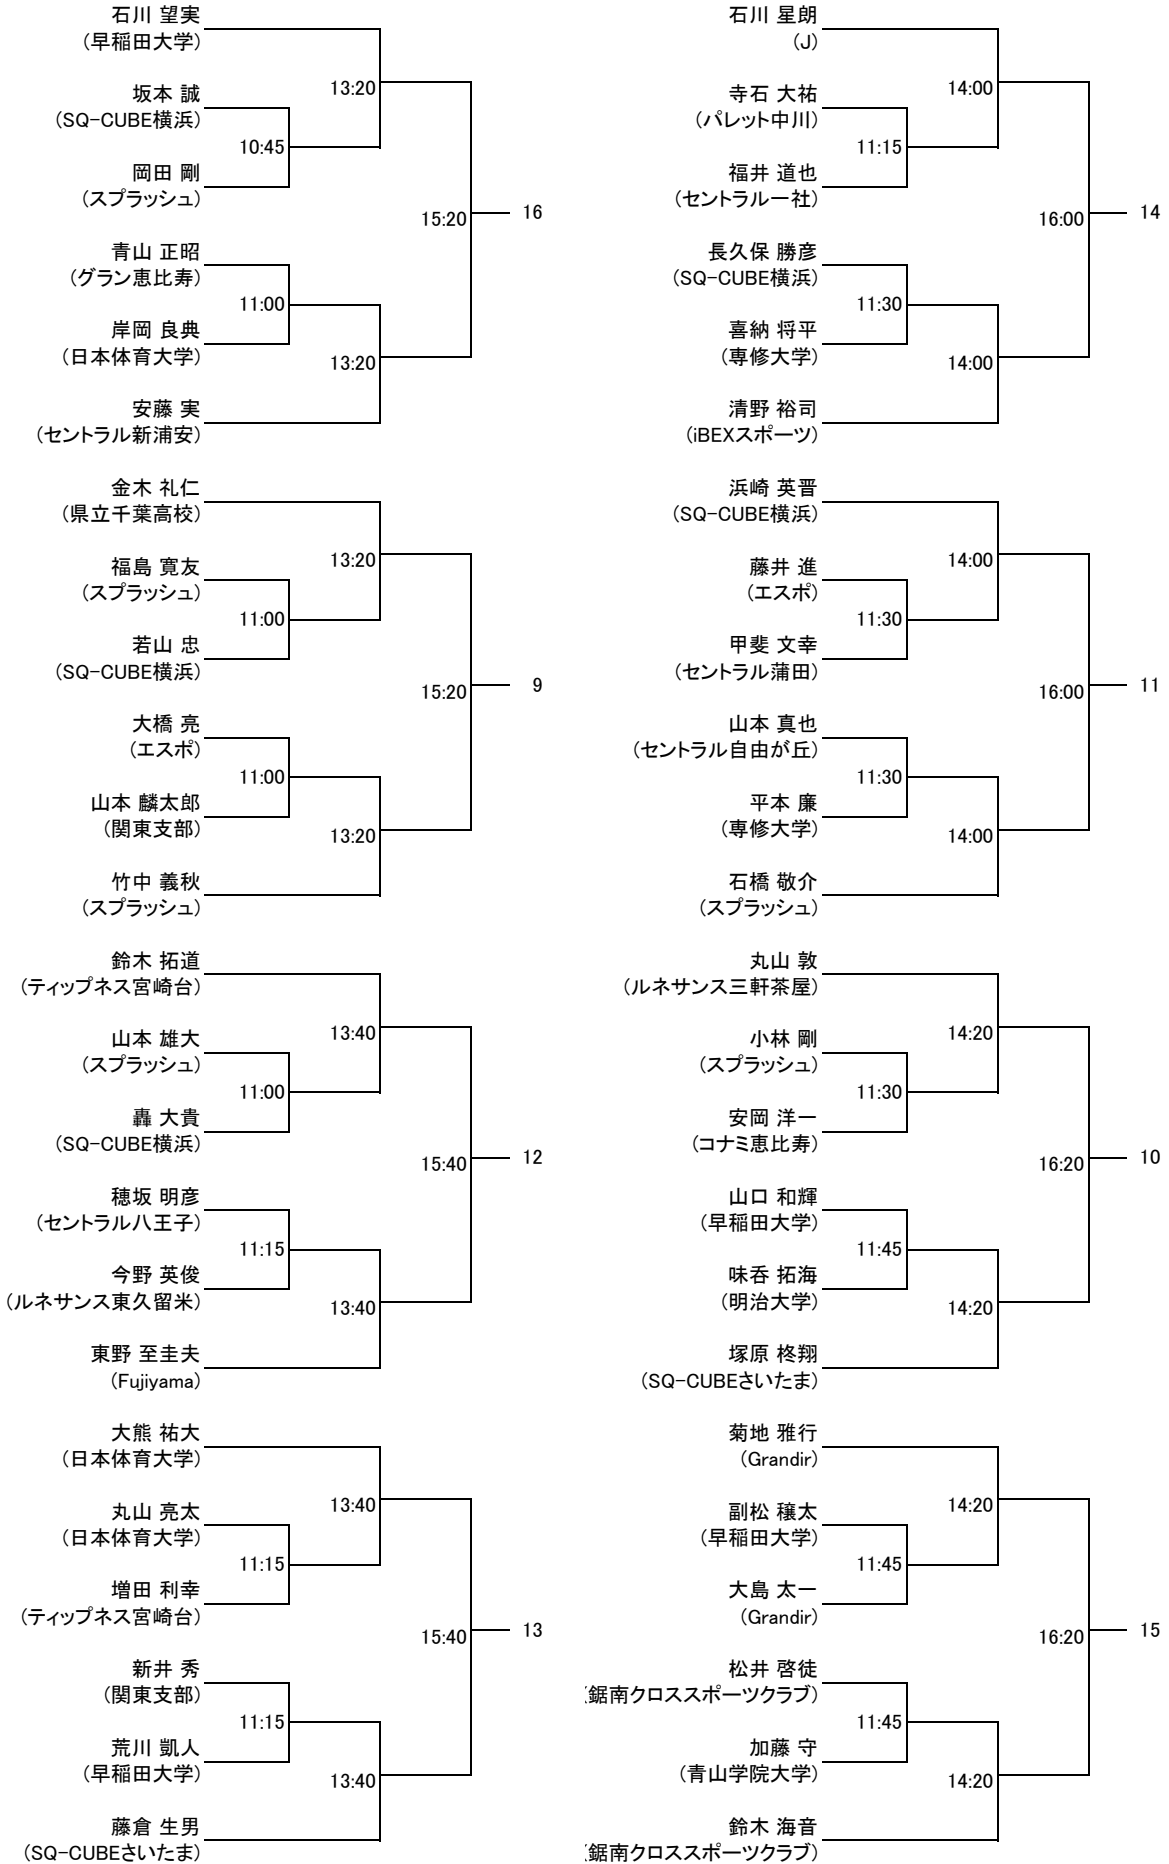 石川 望実
(早稲田大学)
13:20
坂本 誠
(SQ-CUBE横浜)
10:45
岡田 剛
(スプラッシュ)
15:20
16
青山 正昭
(グラン恵比寿)
11:00
岸岡 良典
(日本体育大学)
13:20
安藤 実
(セントラル新浦安)
金木 礼仁
(県立千葉高校)
13:20
福島 寛友
(スプラッシュ)
11:00
若山 忠
(SQ-CUBE横浜)
15:20
9
大橋 亮
(エスポ)
11:00
山本 麟太郎
(関東支部)
13:20
竹中 義秋
(スプラッシュ)
鈴木 拓道
(ティップネス宮崎台)
13:40
山本 雄大
(スプラッシュ)
11:00
轟 大貴
(SQ-CUBE横浜)
15:40
12
穂坂 明彦
(セントラル八王子)
11:15
今野 英俊
(ルネサンス東久留米)
13:40
東野 至圭夫
(Fujiyama)
大熊 祐大
(日本体育大学)
13:40
丸山 亮太
(日本体育大学)
11:15
増田 利幸
(ティップネス宮崎台)
15:40
13
新井 秀
(関東支部)
11:15
荒川 凱人
(早稲田大学)
13:40
藤倉 生男
(SQ-CUBEさいたま)
石川 星朗
(J)
14:00
寺石 大祐
(パレット中川)
11:15
福井 道也
(セントラル一社)
16:00
14
長久保 勝彦
(SQ-CUBE横浜)
11:30
喜納 将平
(専修大学)
14:00
清野 裕司
(iBEXスポーツ)
浜崎 英晋
(SQ-CUBE横浜)
14:00
藤井 進
(エスポ)
11:30
甲斐 文幸
(セントラル蒲田)
16:00
11
山本 真也
(セントラル自由が丘)
11:30
平本 廉
(専修大学)
14:00
石橋 敬介
(スプラッシュ)
丸山 敦
(ルネサンス三軒茶屋)
14:20
小林 剛
(スプラッシュ)
11:30
安岡 洋一
(コナミ恵比寿)
16:20
10
山口 和輝
(早稲田大学)
11:45
味呑 拓海
(明治大学)
14:20
塚原 柊翔
(SQ-CUBEさいたま)
菊地 雅行
(Grandir)
14:20
副松 穣太
(早稲田大学)
11:45
大島 太一
(Grandir)
16:20
15
松井 啓徒
(鋸南クロススポーツクラブ)
11:45
加藤 守
(青山学院大学)
14:20
鈴木 海音
(鋸南クロススポーツクラブ)